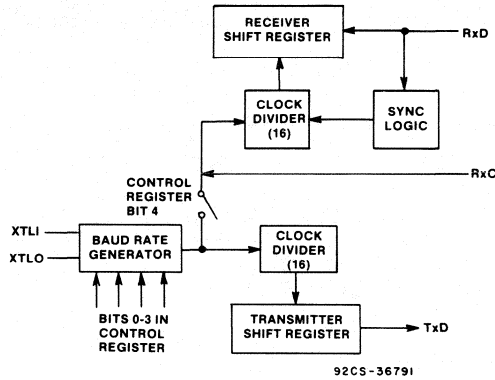 RECEIVER
SHIFT REGISTER
RxD
CLOCK
DIVIDER
(16)
SYNC
LOGIC
RxC
CONTROL
REGISTER
BIT 4
XTLI
XTLO
BAUD RATE
GENERATOR
CLOCK
DIVIDER
(16)
BITS 0-3 IN
CONTROL
REGISTER
TRANSMITTER
SHIFT REGISTER
TxD
92CS-36791